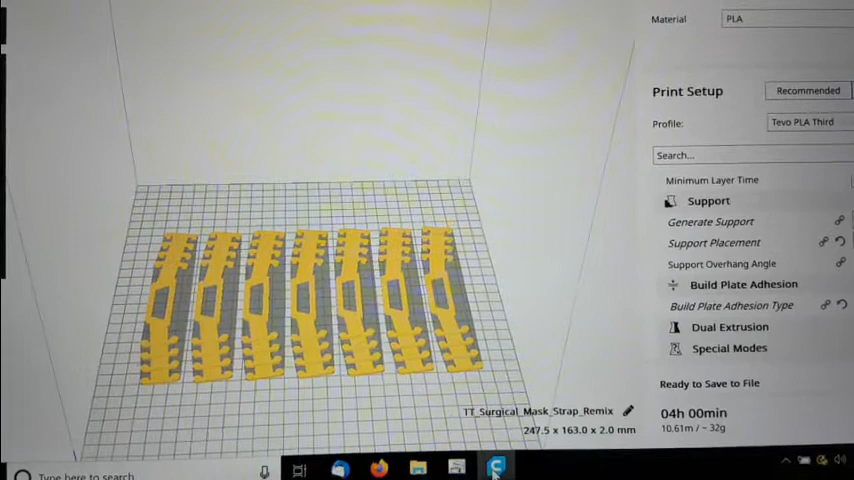 Material
PLA
Print Setup
Recommended
Profile:
Tevo PLA Third
Search...
Minimum Layer Time
Support
Generate Support
Support Placement
Support Overhang Angle
Build Plate Adhesion
Build Plate Adhesion Type
Dual Extrusion
Special Modes
Ready to Save to File
TT_Surgical_Mask_Strap_Remix
04h 00min
247.5 x 163.0 x 2.0 mm
10.61m / ~ 32g
Type here to search